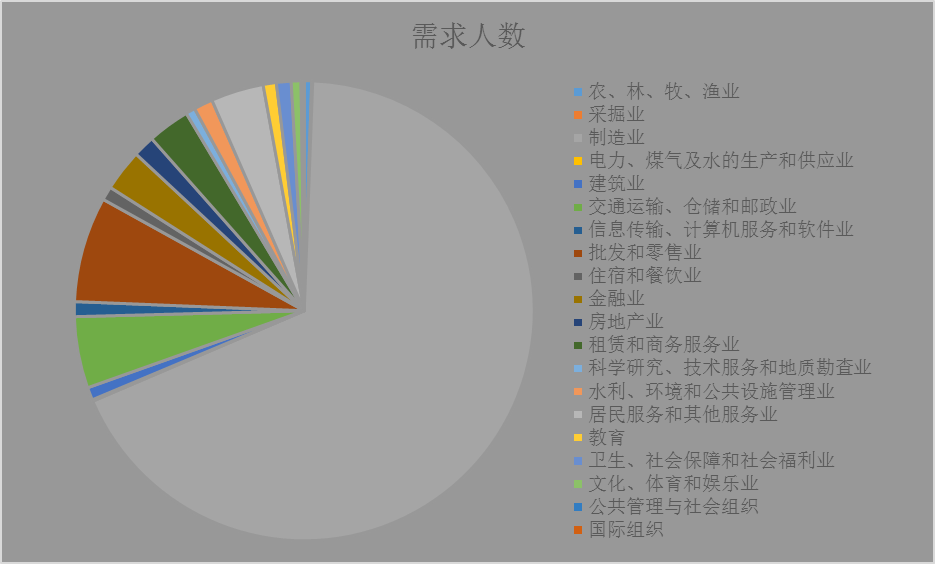 需求人数
农、林、牧、渔业
采掘业
制造业
电力、煤气及水的生产和供应业
建筑业
交通运输、仓储和邮政业
信息传输、计算机服务和软件业
批发和零售业
住宿和餐饮业
金融业
房地产业
租赁和商务服务业
科学研究、技术服务和地质勘查业
水利、环境和公共设施管理业
居民服务和其他服务业
教育
卫生、社会保障和社会福利业
文化、体育和娱乐业
公共管理与社会组织
国际组织